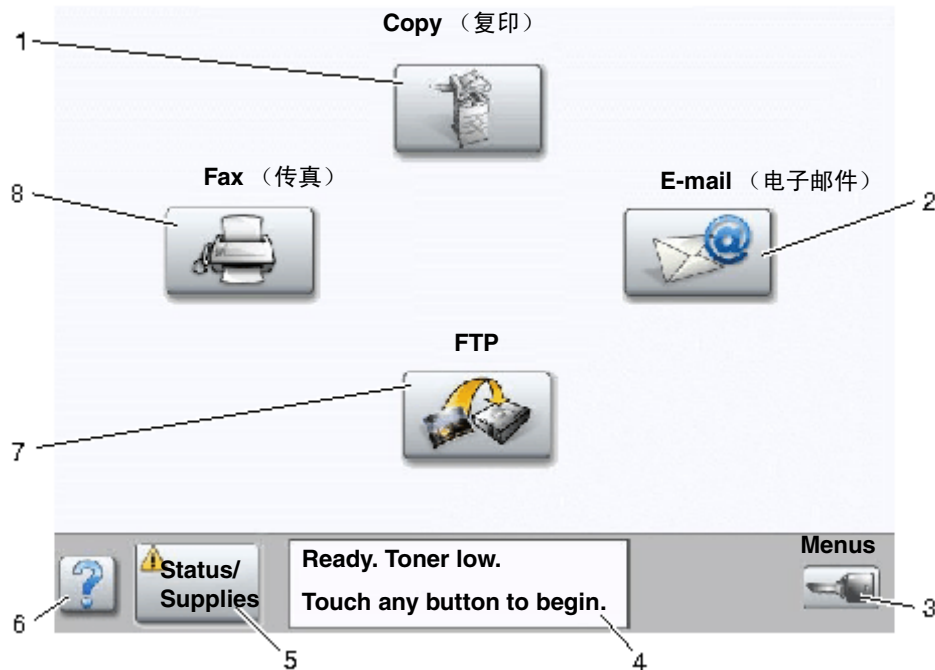 Copy （复印）
1
Fax （传真）
8
E-mail （电子邮件）
2
FTP
7
Menus
Status/
Supplies
Ready. Toner low.
Touch any button to begin.
6
3
5
4